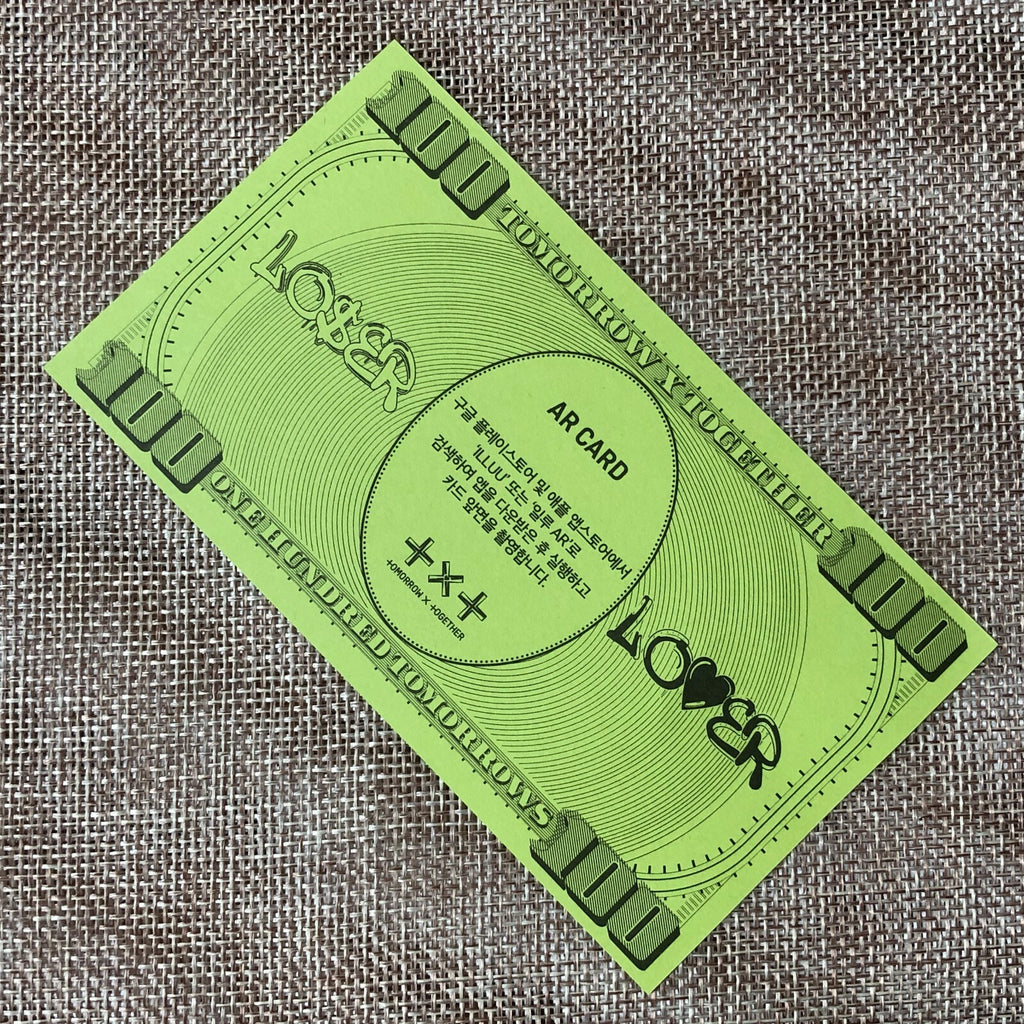 100
TOMORROW X TOGETHER
100
LO$ER
AR CARD
구글 플레이스토어 및 애플 앱스토어에서
'ILLUU' 또는 '일루 AR'로
검색하여 앱을 다운받은 후 실행하고
카드 앞면을 촬영합니다.
+×+
TOMORROW × TOGETHER
LO♥ER
100
ONE HUNDRED TOMORROWS
100